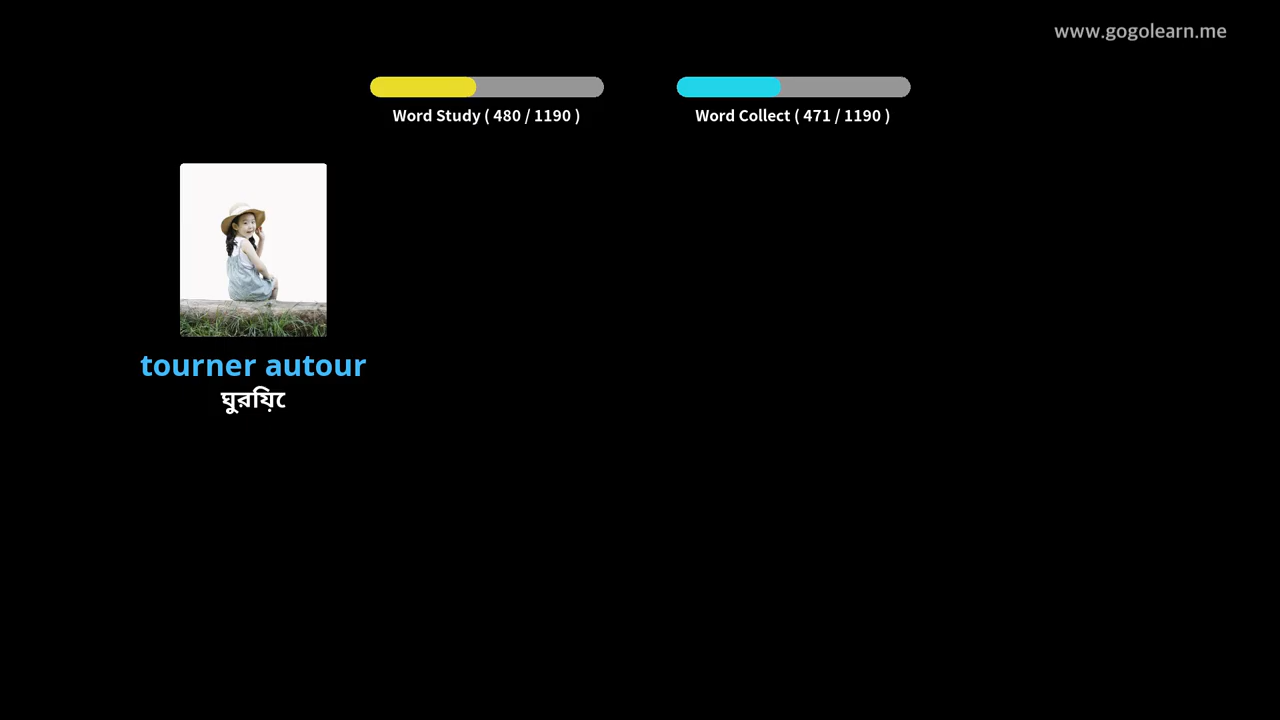 www.gogolearn.me
Word Study ( 480 / 1190 )
Word Collect ( 471 / 1190 )
tourner autour
ঘুরয়িে